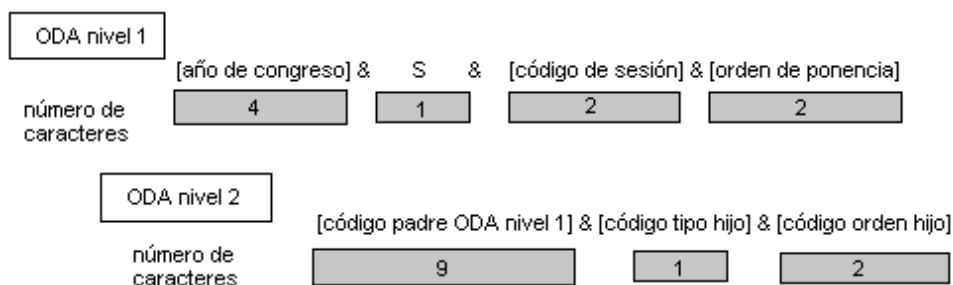 ODA nivel 1
[año de congreso] & S & [código de sesión] & [orden de ponencia]
número de 4 1 2 2
caracteres
ODA nivel 2
[código padre ODA nivel 1] & [código tipo hijo] & [código orden hijo]
número de 9 1 2
caracteres